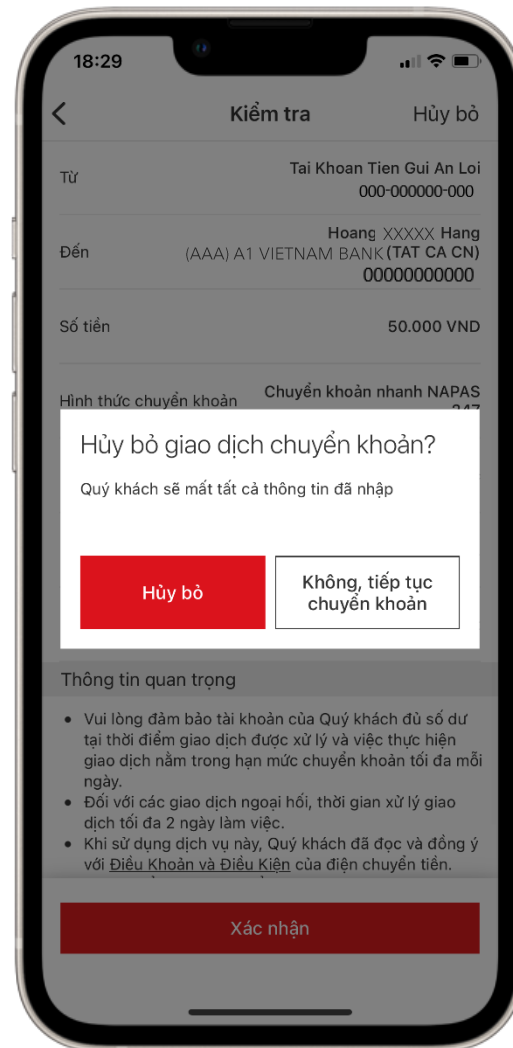 18:29
Kiểm tra
Hủy bỏ
Từ
Tai Khoan Tien Gui An Loi
000-000000-000
Đến
Hoang XXXXX Hang
(AAA) A1 VIETNAM BANK (TAT CA CN)
00000000000
Số tiền
50.000 VND
Hình thức chuyển khoản
Chuyển khoản nhanh NAPAS
247
Hủy bỏ giao dịch chuyển khoản?
Quý khách sẽ mất tất cả thông tin đã nhập
Hủy bỏ
Không, tiếp tục
chuyển khoản
Thông tin quan trọng
• Vui lòng đảm bảo tài khoản của Quý khách đủ số dư
tại thời điểm giao dịch được xử lý và việc thực hiện
giao dịch nằm trong hạn mức chuyển khoản tối đa mỗi
ngày.
• Đối với các giao dịch ngoại hối, thời gian xử lý giao
dịch tối đa 2 ngày làm việc.
• Khi sử dụng dịch vụ này, Quý khách đã đọc và đồng ý
với Điều Khoản và Điều Kiện của điện chuyển tiền.
Xác nhận